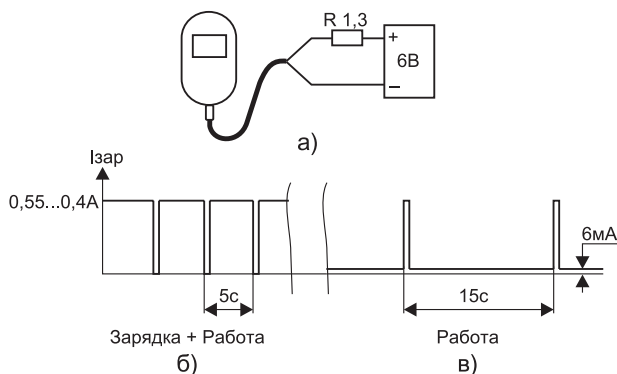 R 1,3
+
6В
–
а)
Iзар
0,55...0,4А
6мА
5с
15с
Зарядка + Работа
Работа
б)
в)